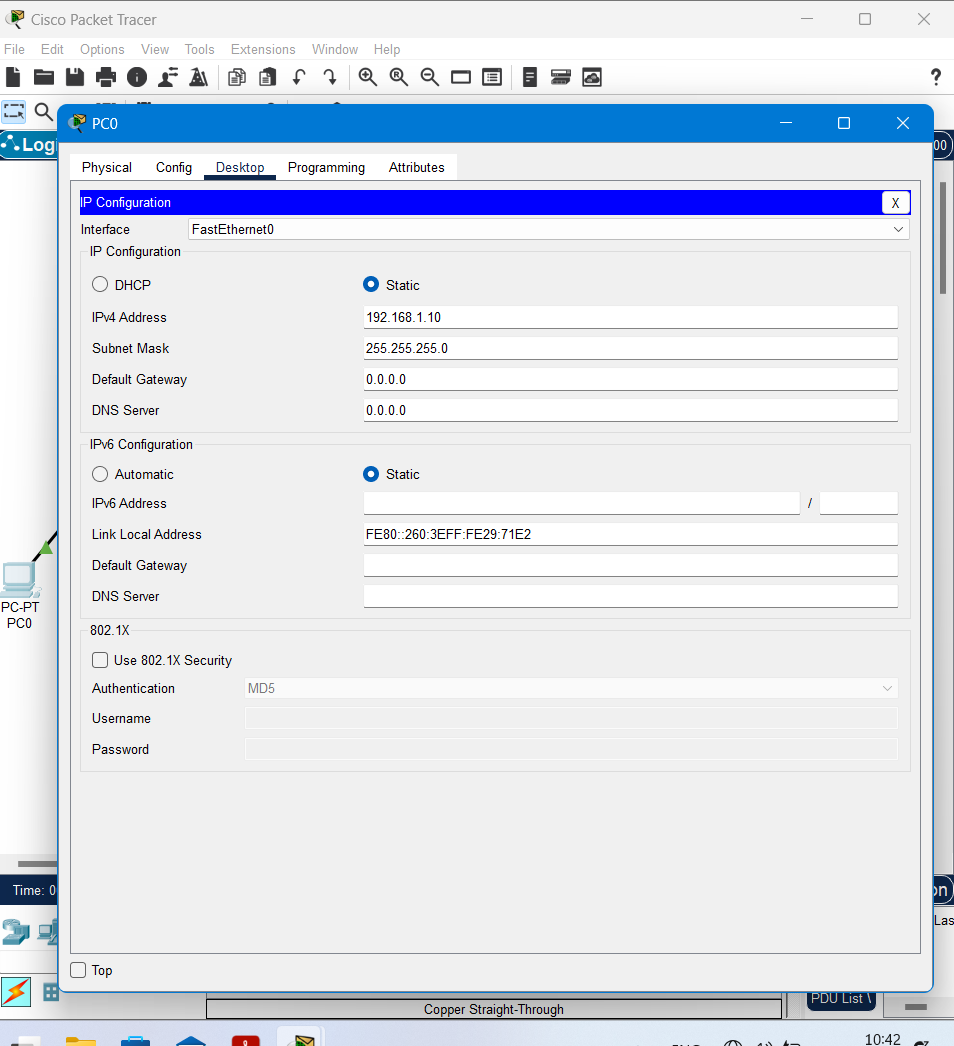 Cisco Packet Tracer
File Edit Options View Tools Extensions Window Help
?
PC0
Logi
00
Physical Config Desktop Programming Attributes
IP Configuration X
Interface FastEthernet0
IP Configuration
DHCP Static
IPv4 Address 192.168.1.10
Subnet Mask 255.255.255.0
Default Gateway 0.0.0.0
DNS Server 0.0.0.0
IPv6 Configuration
Automatic Static
IPv6 Address /
Link Local Address FE80::260:3EFF:FE29:71E2
Default Gateway
DNS Server
PC-PT
PC0
802.1X
Use 802.1X Security
Authentication MD5
Username
Password
Time: 0
on
Las
Top
PDU List
Copper Straight-Through
10:42